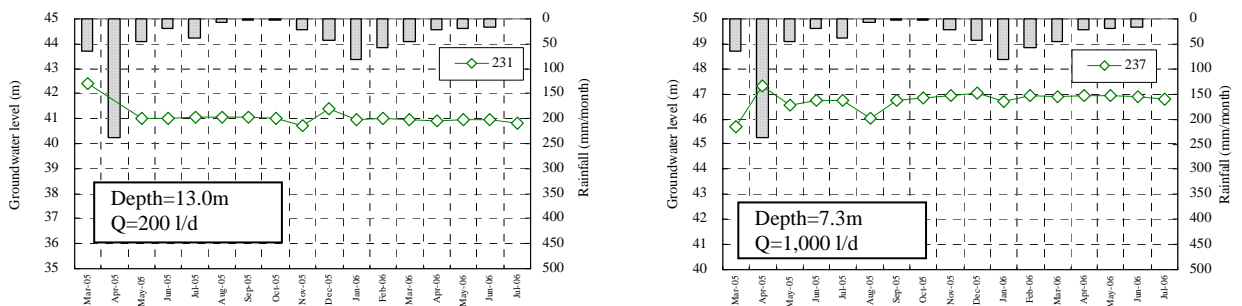 Groundwater level (m)
45
44
43
42
41
40
39
38
37
36
35
0
50
100
150
200
250
300
350
400
450
500
Rainfall (mm/month)
231
Depth=13.0m
Q=200 l/d
Mar-05
Apr-05
May-05
Jun-05
Jul-05
Aug-05
Sep-05
Oct-05
Nov-05
Dec-05
Jan-06
Feb-06
Mar-06
Apr-06
May-06
Jun-06
Jul-06
Groundwater level (m)
50
49
48
47
46
45
44
43
42
41
40
0
50
100
150
200
250
300
350
400
450
500
Rainfall (mm/month)
237
Depth=7.3m
Q=1,000 l/d
Mar-05
Apr-05
May-05
Jun-05
Jul-05
Aug-05
Sep-05
Oct-05
Nov-05
Dec-05
Jan-06
Feb-06
Mar-06
Apr-06
May-06
Jun-06
Jul-06